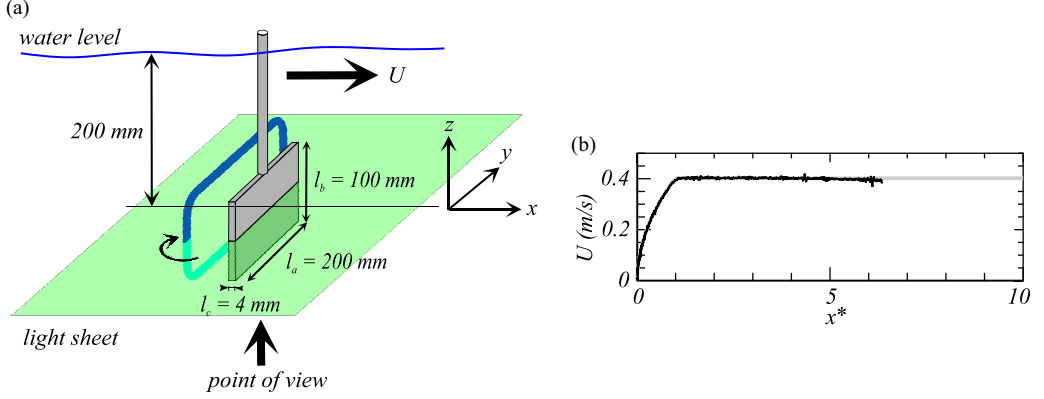 (a)
water level
U
200 mm
z
y
x
l_b = 100 mm
l_a = 200 mm
l_c = 4 mm
light sheet
point of view
(b)
U (m/s)
0.4
0.2
0
0
5
10
x*